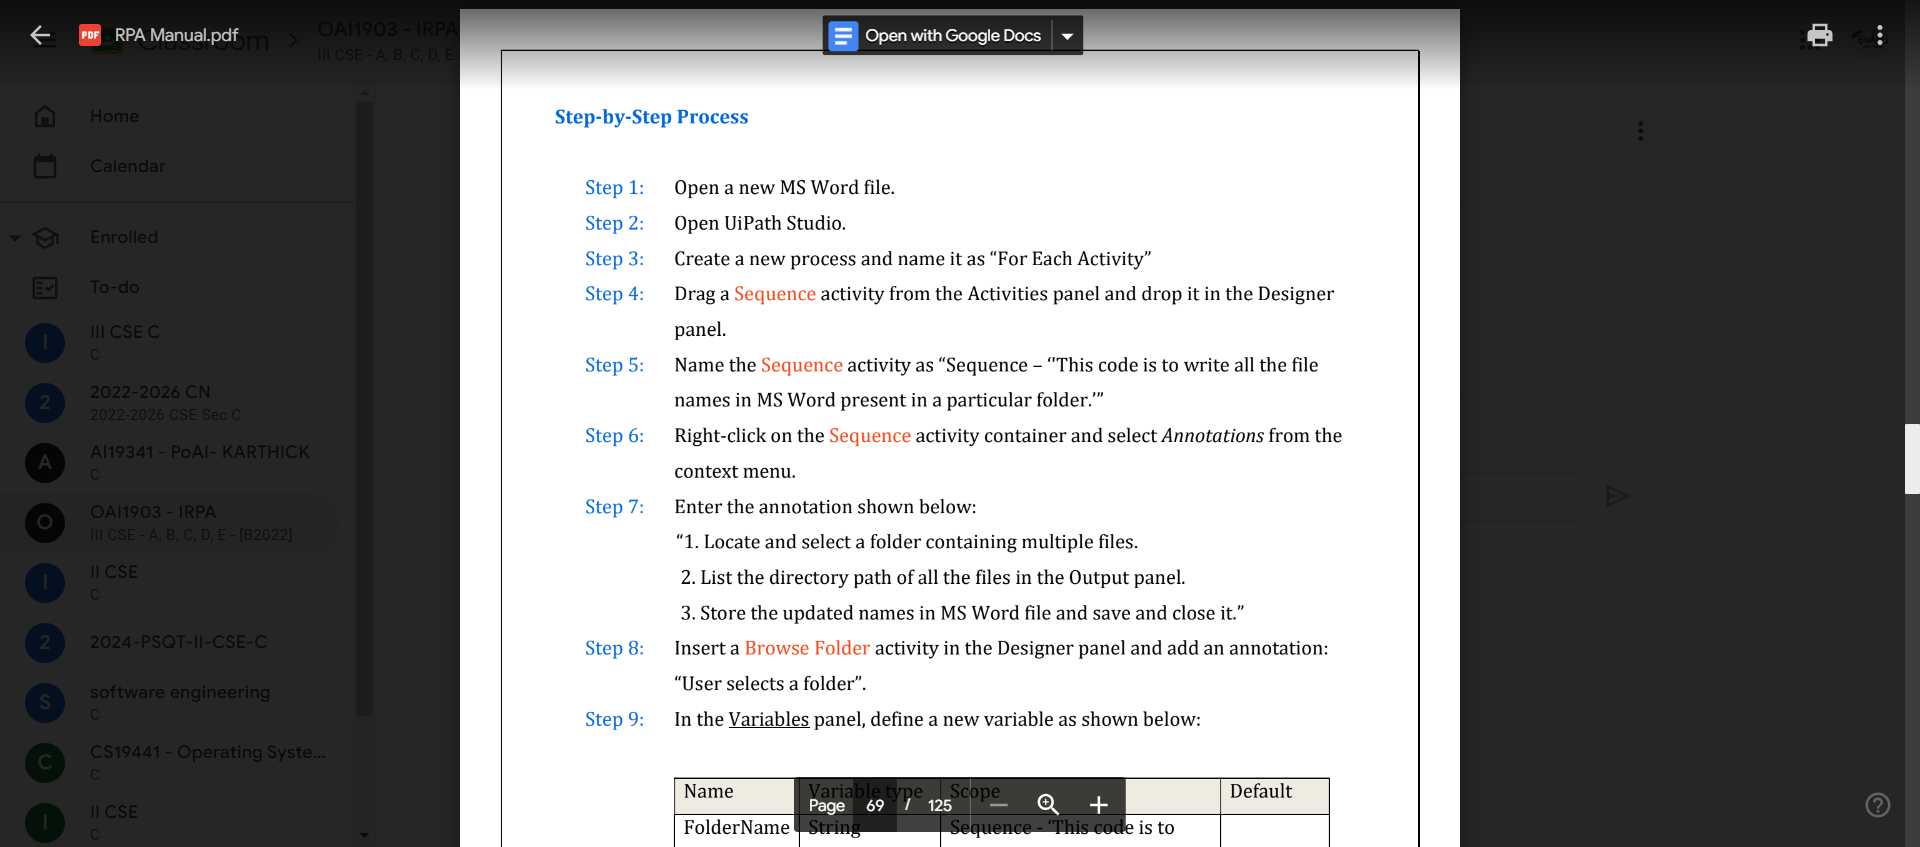 RPA Manual.pdf
Classroom
OAI1903 - IRPA
III CSE - A, B, C, D, E
Open with Google Docs
Home
Calendar
Enrolled
To-do
I
III CSE C
C
2
2022-2026 CN
2022-2026 CSE Sec C
A
AI19341 - PoAI- KARTHICK
C
O
OAI1903 - IRPA
III CSE - A, B, C, D, E - [B2022]
I
II CSE
C
2
2024-PSQT-II-CSE-C
S
software engineering
C
C
CS19441 - Operating Syste...
C
I
II CSE
C
Step-by-Step Process
Step 1: Open a new MS Word file.
Step 2: Open UiPath Studio.
Step 3: Create a new process and name it as “For Each Activity”
Step 4: Drag a Sequence activity from the Activities panel and drop it in the Designer
panel.
Step 5: Name the Sequence activity as “Sequence – ‘'This code is to write all the file
names in MS Word present in a particular folder.’”
Step 6: Right-click on the Sequence activity container and select Annotations from the
context menu.
Step 7: Enter the annotation shown below:
“1. Locate and select a folder containing multiple files.
2. List the directory path of all the files in the Output panel.
3. Store the updated names in MS Word file and save and close it.”
Step 8: Insert a Browse Folder activity in the Designer panel and add an annotation:
“User selects a folder”.
Step 9: In the Variables panel, define a new variable as shown below:
Name Variable type Scope Default
FolderName String Sequence - ‘This code is to
Page 69 / 125